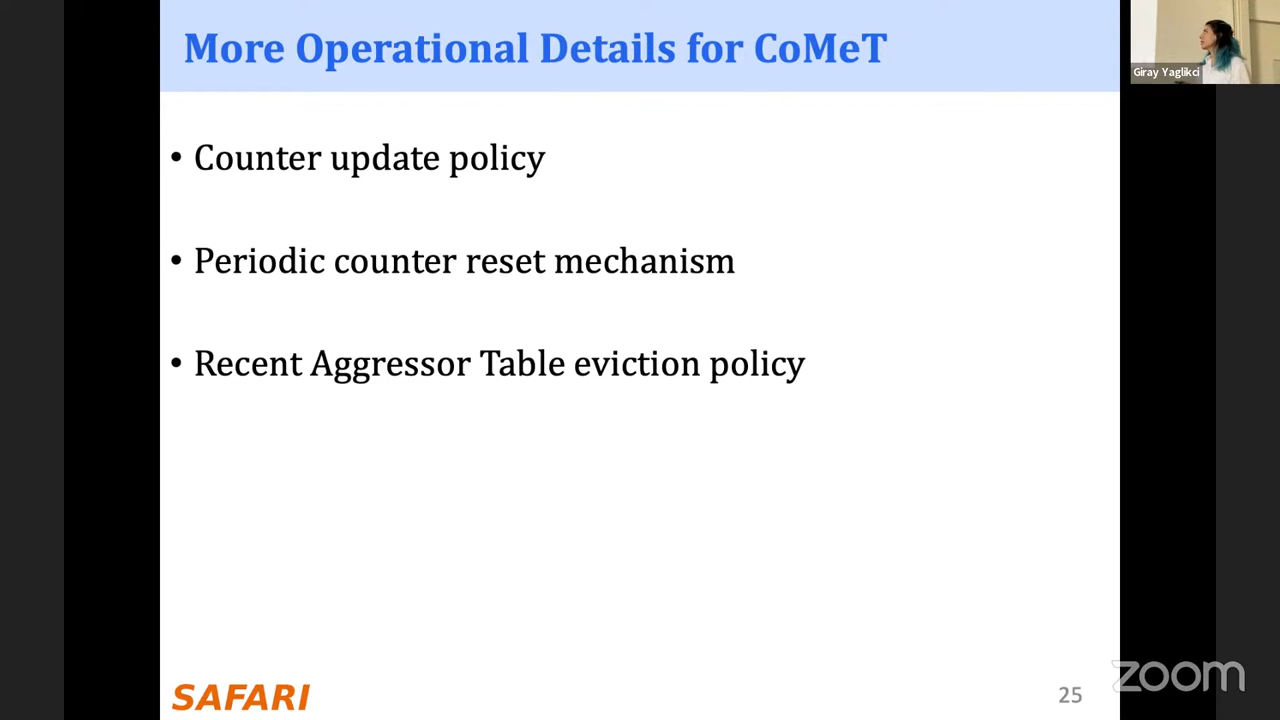 More Operational Details for CoMeT
Giray Yaglikci
• Counter update policy
• Periodic counter reset mechanism
• Recent Aggressor Table eviction policy
SAFARI
25
zoom